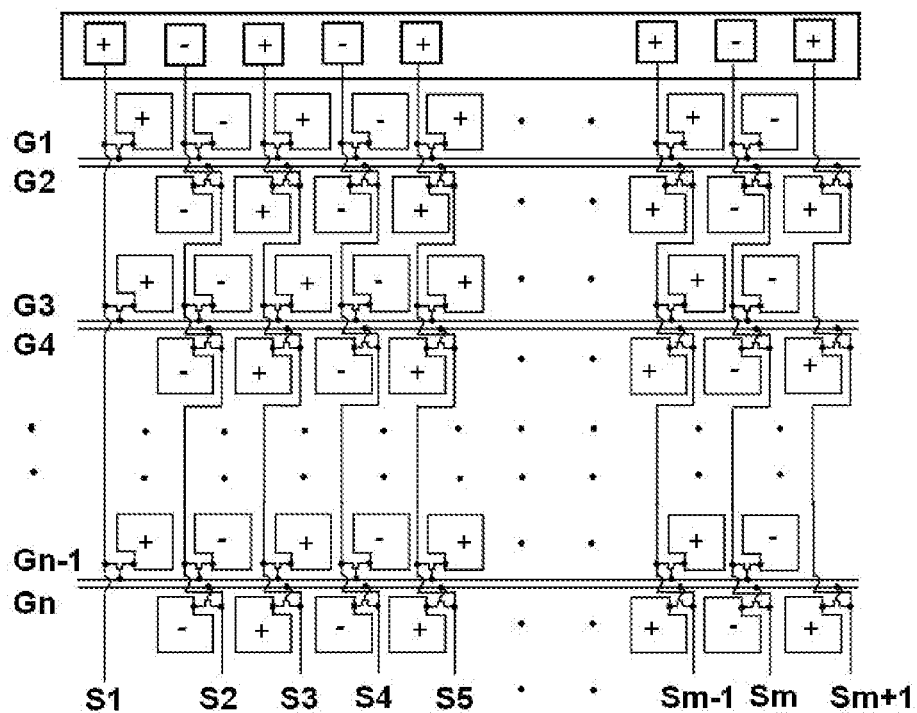 + - + - + + - +
+ - + - + + -
G1
G2
- + - + + - +
+ - + - + + -
G3
G4
- + - + + - +
+ - + - + + -
Gn-1
Gn
- + - + + - +
S1 S2 S3 S4 S5 Sm-1 Sm Sm+1